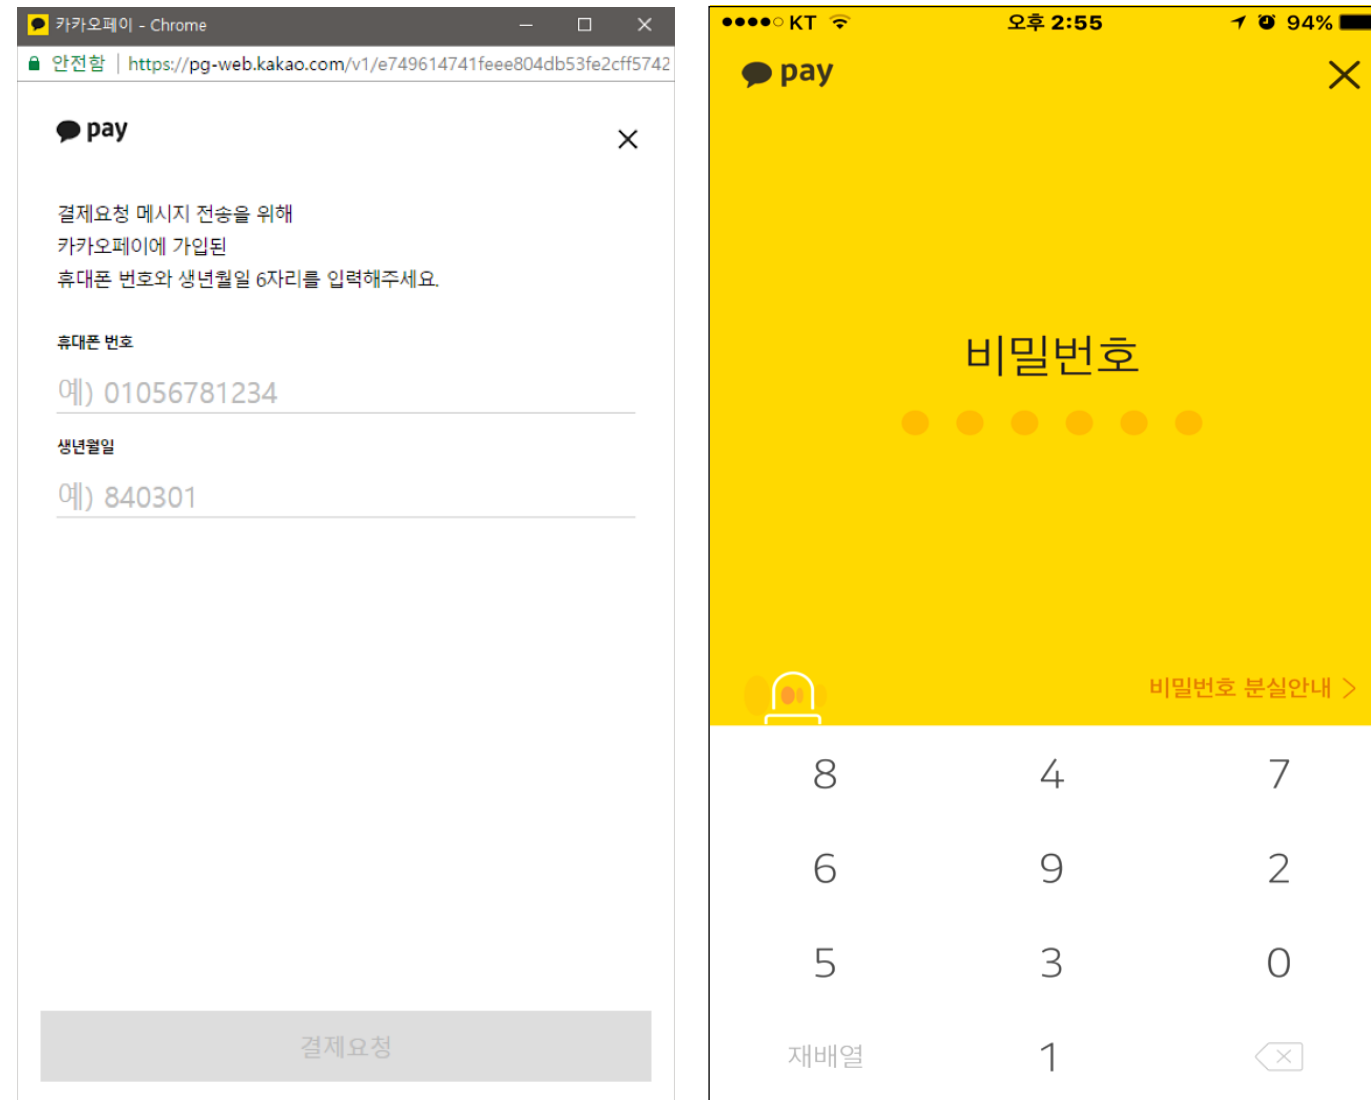 카카오페이 - Chrome
안전함 | https://pg-web.kakao.com/v1/e749614741feee804db53fe2cff5742
pay
결제요청 메시지 전송을 위해
카카오페이에 가입된
휴대폰 번호와 생년월일 6자리를 입력해주세요.
휴대폰 번호
예) 01056781234
생년월일
예) 840301
결제요청
KT 오후 2:55 94%
pay
비밀번호
비밀번호 분실안내 >
8 4 7
6 9 2
5 3 0
재배열 1